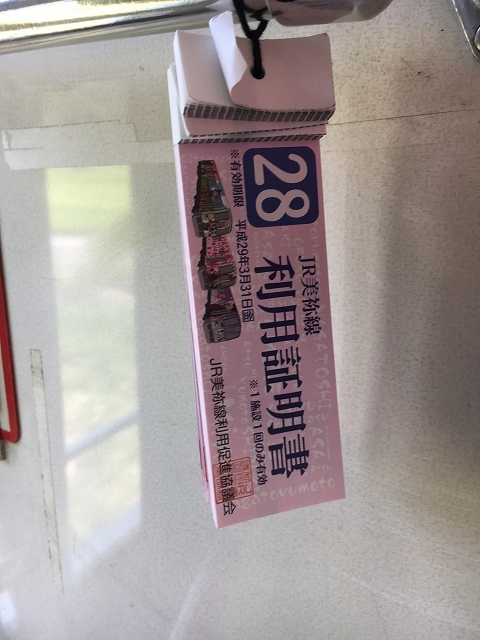 28
JR美祢線
利用証明書
※1施設1回のみ有効
※有効期限 平成29年3月31日圏
JR美祢線利用促進協議会